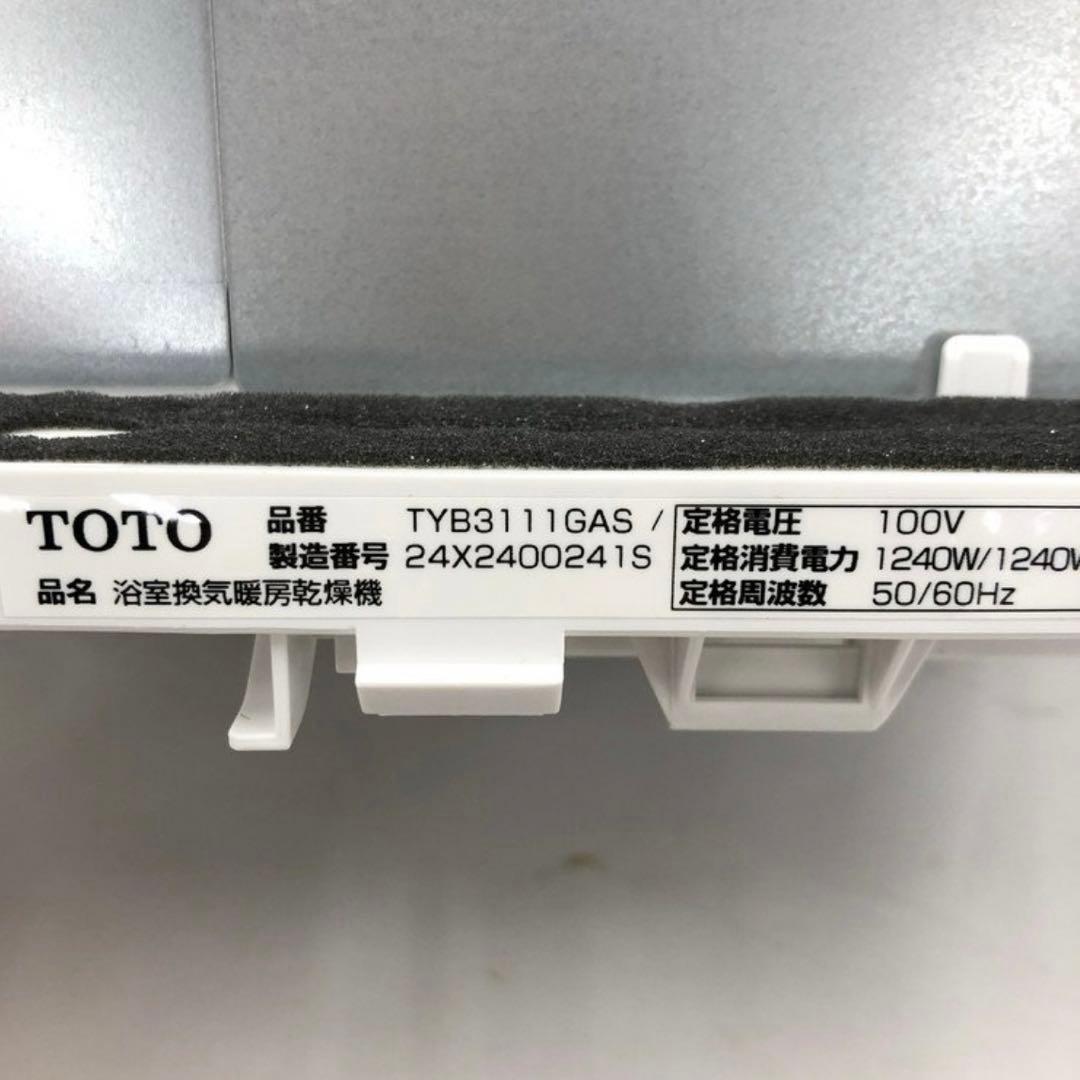 TOTO
品番 TYB3111GAS /
製造番号 24X2400241S
品名 浴室換気暖房乾燥機
定格電圧 100V
定格消費電力 1240W/1240W
定格周波数 50/60Hz